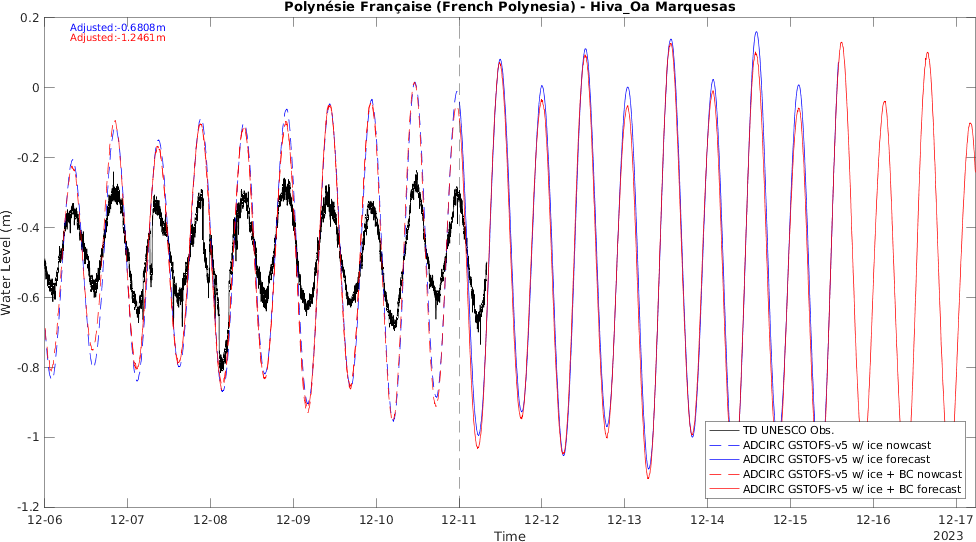 Polynésie Française (French Polynesia) - Hiva_Oa Marquesas
Adjusted:-0.6808m
Adjusted:-1.2461m
Water Level (m)
0.2
0
-0.2
-0.4
-0.6
-0.8
-1
-1.2
TD UNESCO Obs.
ADCIRC GSTOFS-v5 w/ ice nowcast
ADCIRC GSTOFS-v5 w/ ice forecast
ADCIRC GSTOFS-v5 w/ ice + BC nowcast
ADCIRC GSTOFS-v5 w/ ice + BC forecast
12-06 12-07 12-08 12-09 12-10 12-11 12-12 12-13 12-14 12-15 12-16 12-17
2023
Time